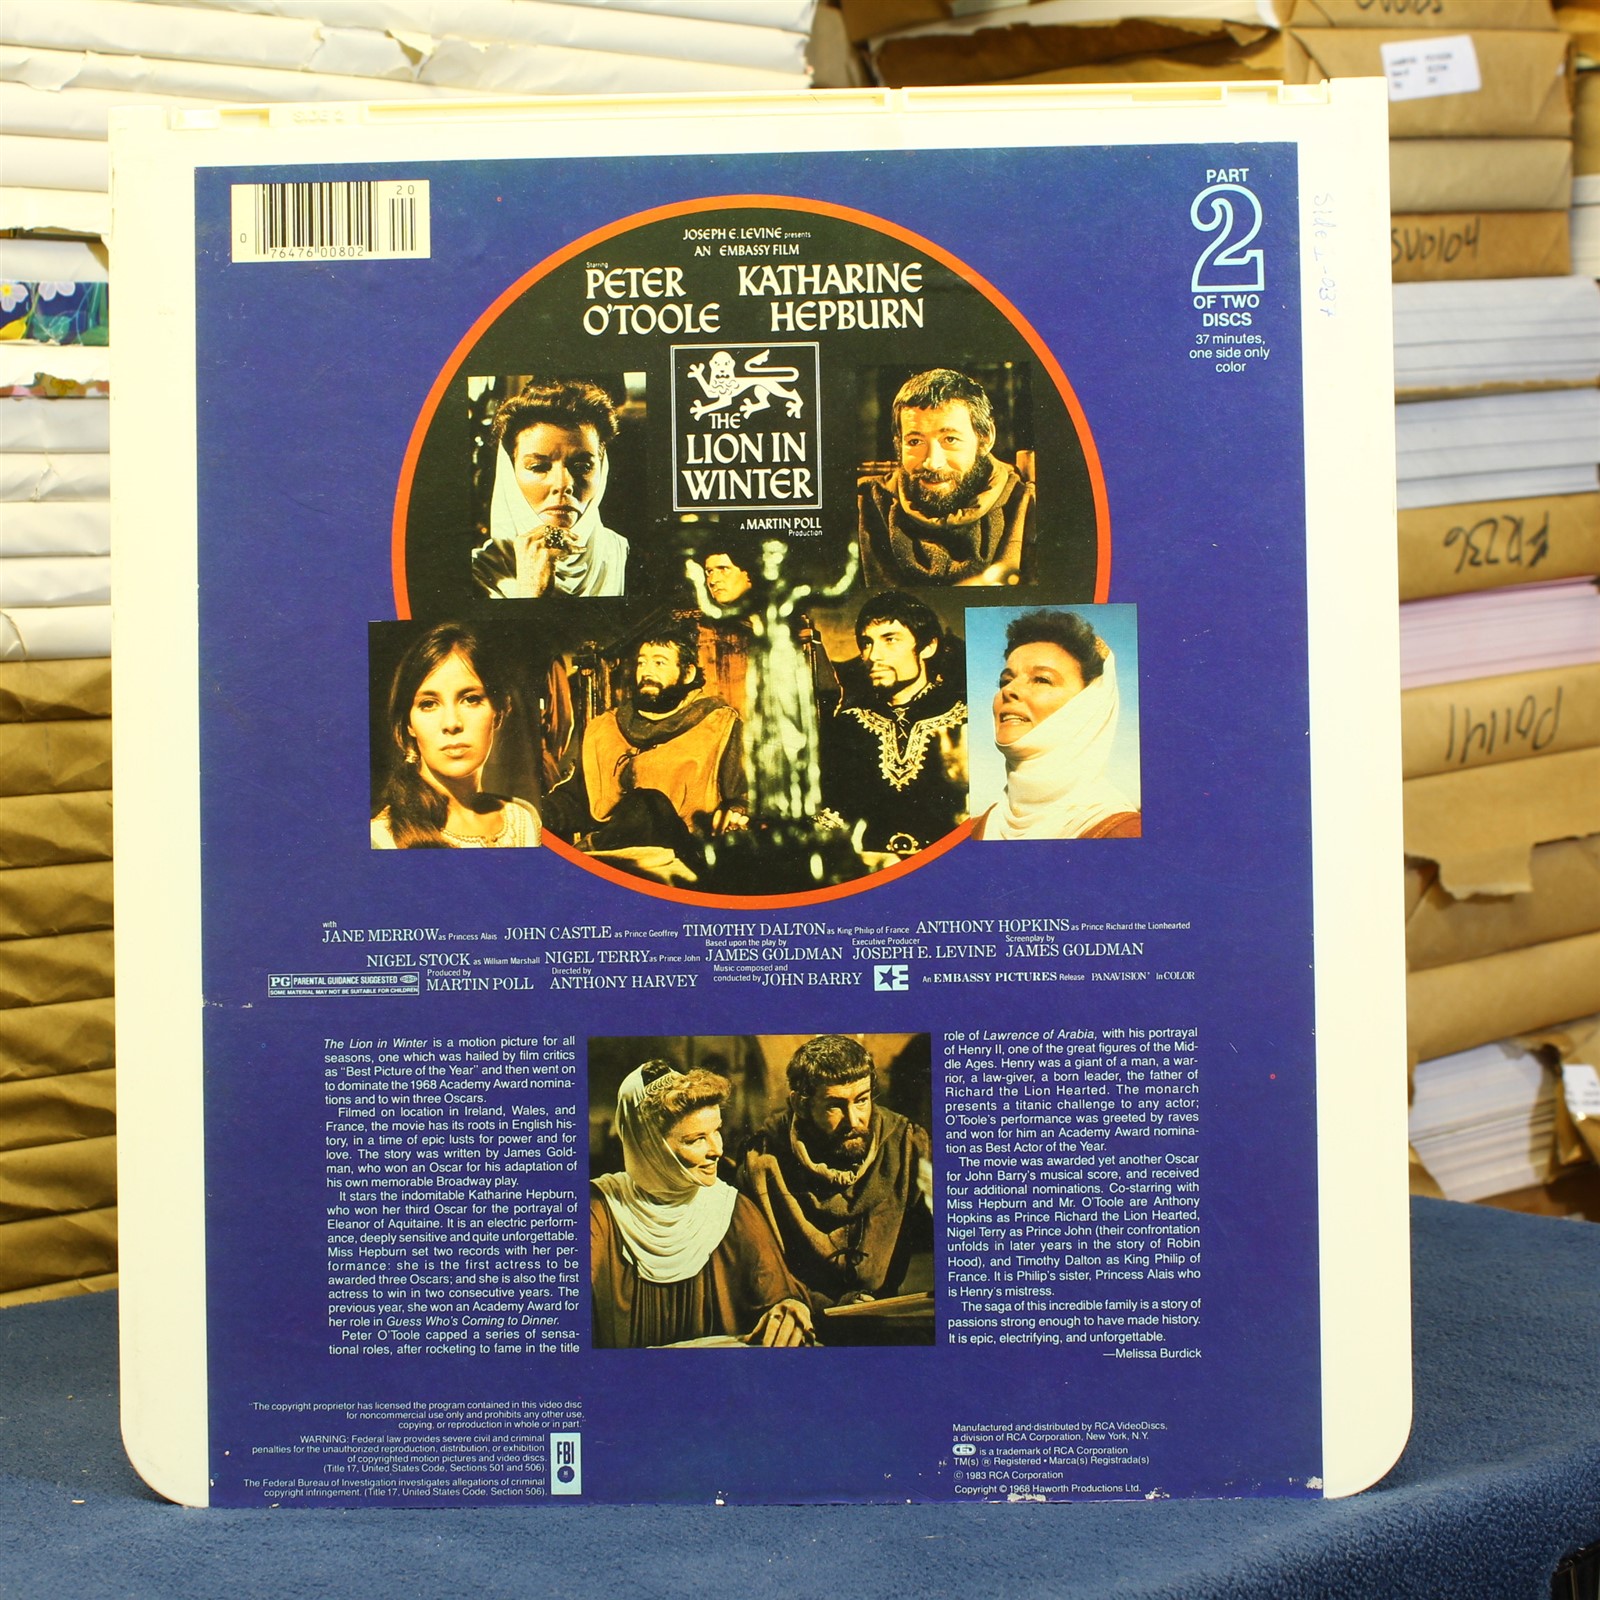 SIDE 2
20
0
76476 00802
PART
2
OF TWO
DISCS
37 minutes,
one side only
color
JOSEPH E. LEVINE presents
AN EMBASSY FILM
Starring
PETER KATHARINE
O'TOOLE HEPBURN
THE
LION IN
WINTER
A MARTIN POLL
Production
with
JANE MERROW as Princess Alais JOHN CASTLE as Prince Geoffrey TIMOTHY DALTON as King Philip of France ANTHONY HOPKINS as Prince Richard the Lionhearted
Based upon the play by Executive Producer Screenplay by
NIGEL STOCK as William Marshall NIGEL TERRY as Prince John JAMES GOLDMAN JOSEPH E. LEVINE JAMES GOLDMAN
PG PARENTAL GUIDANCE SUGGESTED
SOME MATERIAL MAY NOT BE SUITABLE FOR CHILDREN
Produced by Directed by Music composed and
MARTIN POLL ANTHONY HARVEY conducted by JOHN BARRY E An EMBASSY PICTURES Release PANAVISION® In COLOR
The Lion in Winter is a motion picture for all
seasons, one which was hailed by film critics
as "Best Picture of the Year" and then went on
to dominate the 1968 Academy Award nomina-
tions and to win three Oscars.
Filmed on location in Ireland, Wales, and
France, the movie has its roots in English his-
tory, in a time of epic lusts for power and for
love. The story was written by James Gold-
man, who won an Oscar for his adaptation of
his own memorable Broadway play.
It stars the indomitable Katharine Hepburn,
who won her third Oscar for the portrayal of
Eleanor of Aquitaine. It is an electric perform-
ance, deeply sensitive and quite unforgettable.
Miss Hepburn set two records with her per-
formance: she is the first actress to be
awarded three Oscars; and she is also the first
actress to win in two consecutive years. The
previous year, she won an Academy Award for
her role in Guess Who's Coming to Dinner.
Peter O'Toole capped a series of sensa-
tional roles, after rocketing to fame in the title
role of Lawrence of Arabia, with his portrayal
of Henry II, one of the great figures of the Mid-
dle Ages. Henry was a giant of a man, a war-
rior, a law-giver, a born leader, the father of
Richard the Lion Hearted. The monarch
presents a titanic challenge to any actor;
O'Toole's performance was greeted by raves
and won for him an Academy Award nomina-
tion as Best Actor of the Year.
The movie was awarded yet another Oscar
for John Barry's musical score, and received
four additional nominations. Co-starring with
Miss Hepburn and Mr. O'Toole are Anthony
Hopkins as Prince Richard the Lion Hearted,
Nigel Terry as Prince John (their confrontation
unfolds in later years in the story of Robin
Hood), and Timothy Dalton as King Philip of
France. It is Philip's sister, Princess Alais who
is Henry's mistress.
The saga of this incredible family is a story of
passions strong enough to have made history.
It is epic, electrifying, and unforgettable.
—Melissa Burdick
"The copyright proprietor has licensed the program contained in this video disc
for noncommercial use only and prohibits any other use,
copying, or reproduction in whole or in part."
WARNING: Federal law provides severe civil and criminal
penalties for the unauthorized reproduction, distribution, or exhibition
of copyrighted motion pictures and video discs.
(Title 17, United States Code, Sections 501 and 506).
The Federal Bureau of Investigation investigates allegations of criminal
copyright infringement. (Title 17, United States Code, Section 506).
FBI
Manufactured and distributed by RCA VideoDiscs,
a division of RCA Corporation, New York, N.Y.
CED is a trademark of RCA Corporation
TM(s) ® Registered • Marca(s) Registrada(s)
© 1983 RCA Corporation
Copyright © 1968 Haworth Productions Ltd.
SV0104
P0141